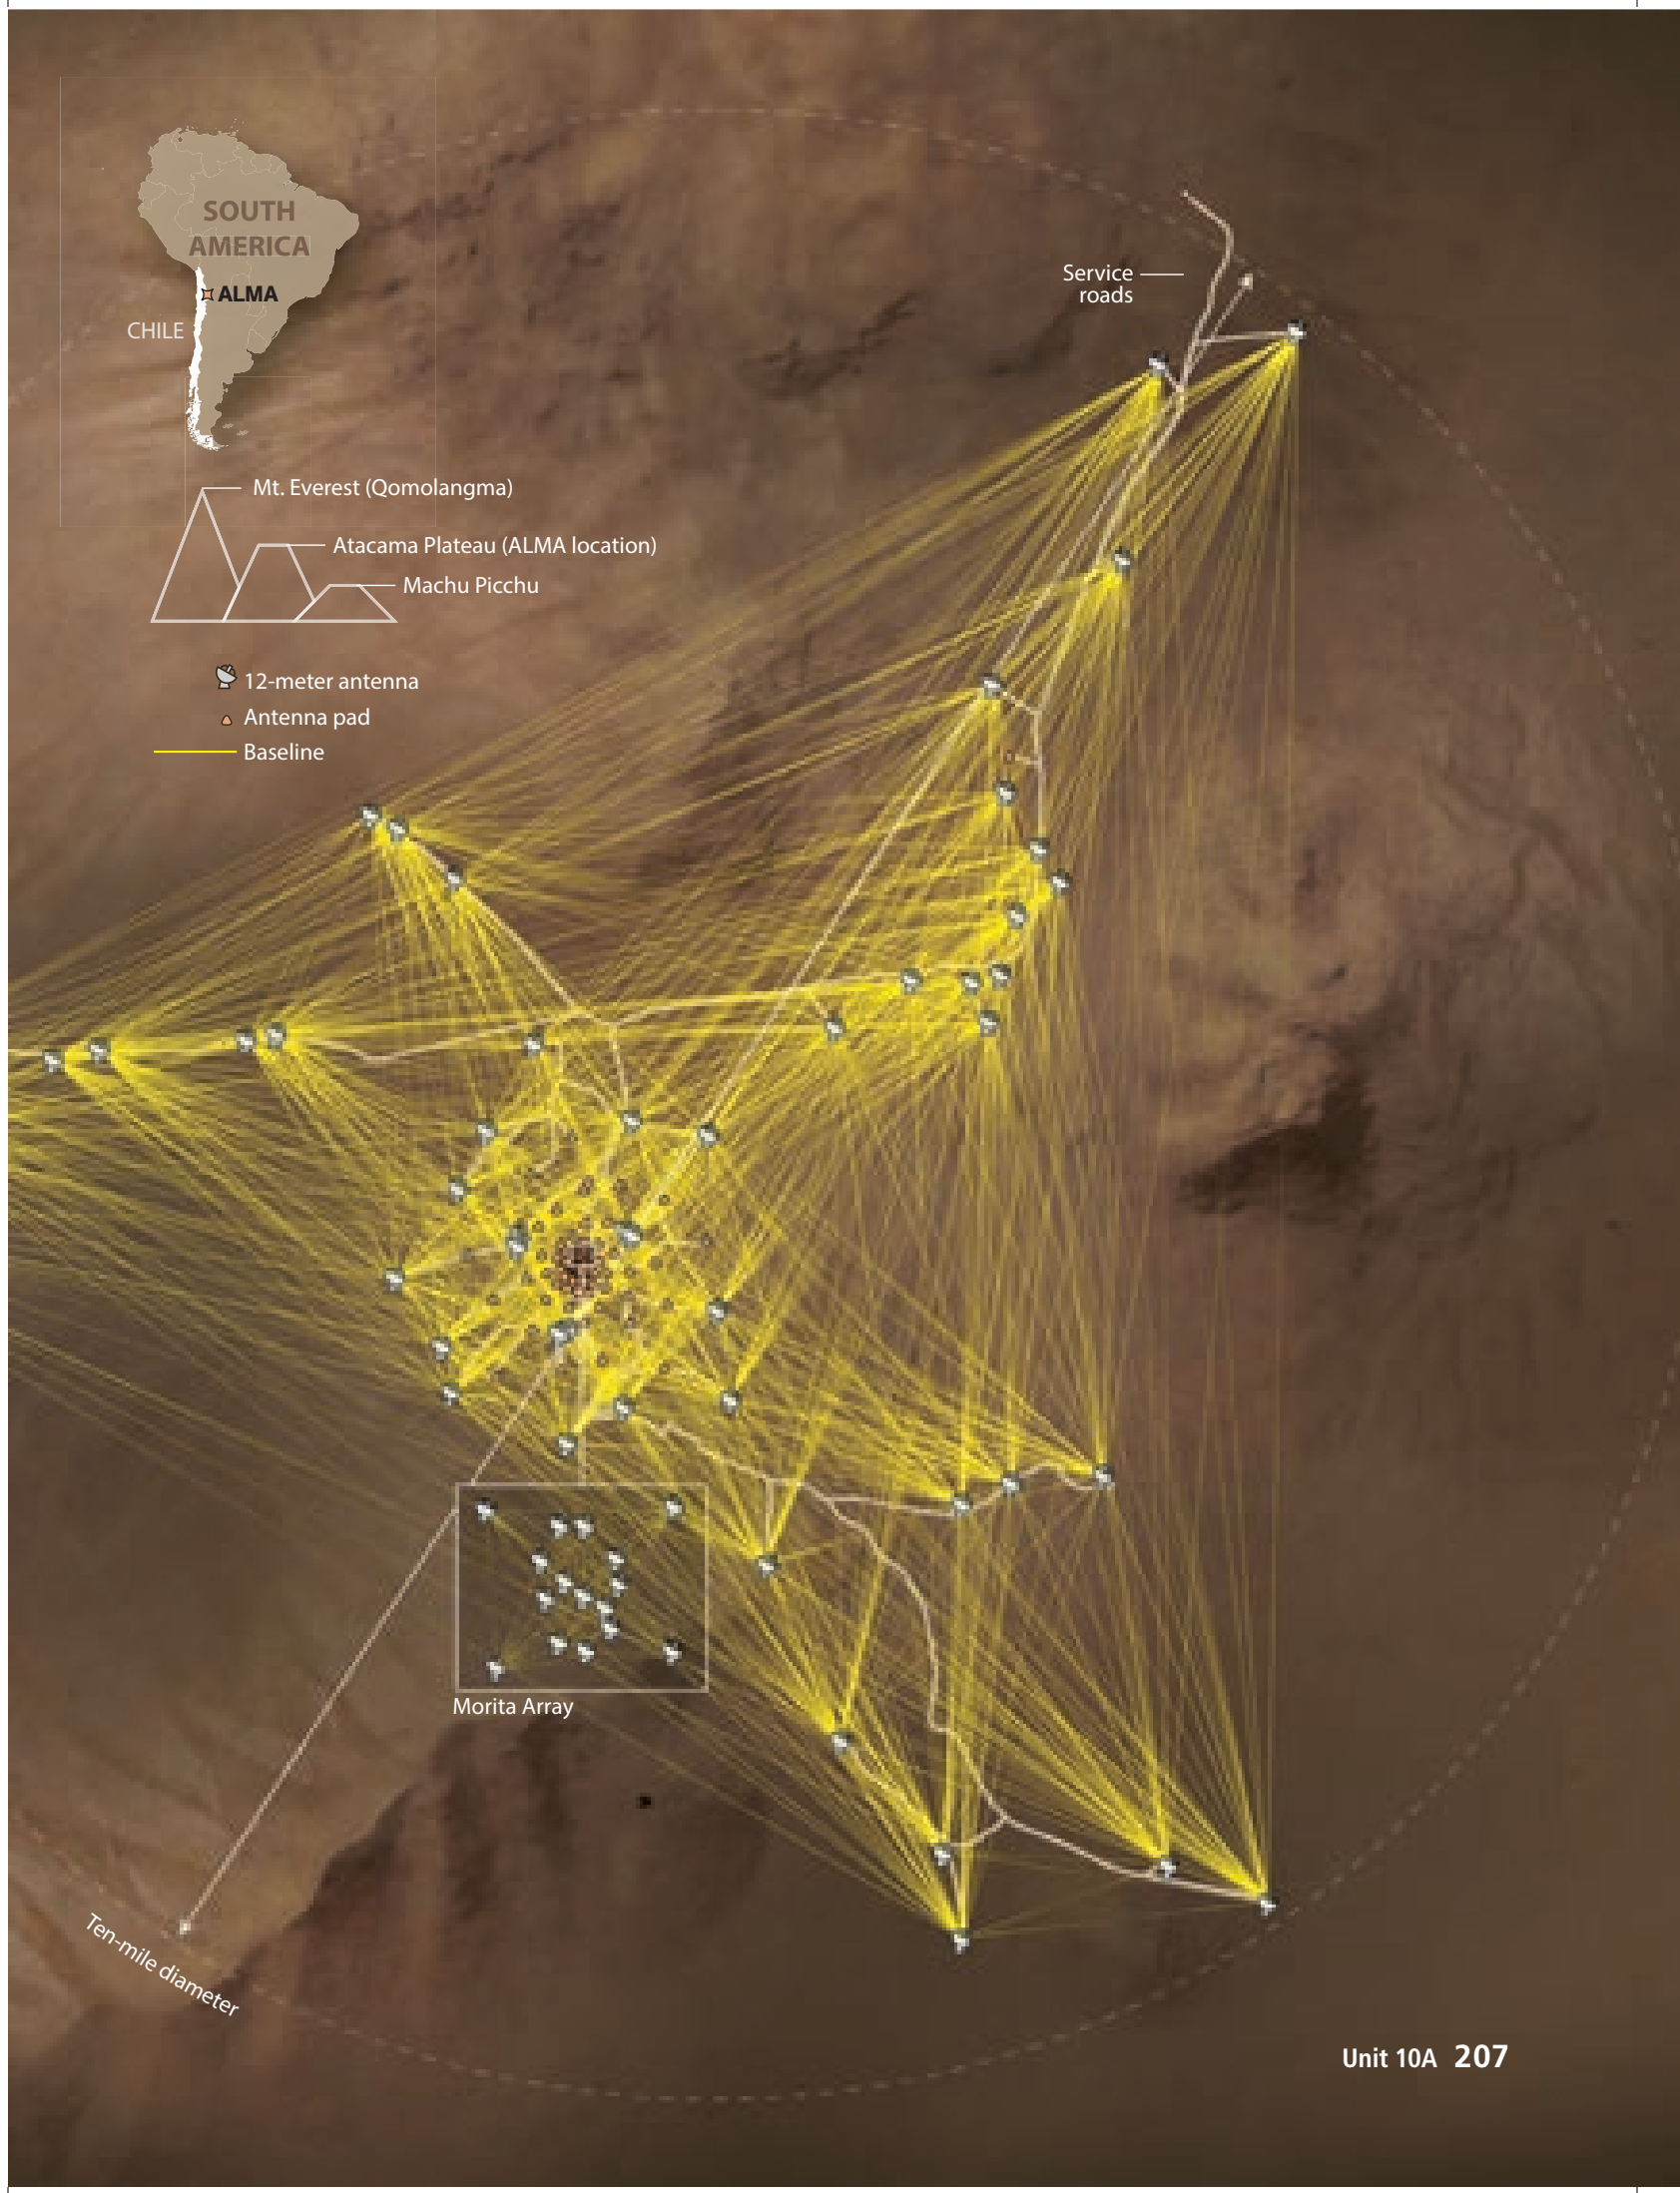 SOUTH
AMERICA
ALMA
CHILE
Service
roads
Mt. Everest (Qomolangma)
Atacama Plateau (ALMA location)
Machu Picchu
12-meter antenna
Antenna pad
Baseline
Morita Array
Ten-mile diameter
Unit 10A 207